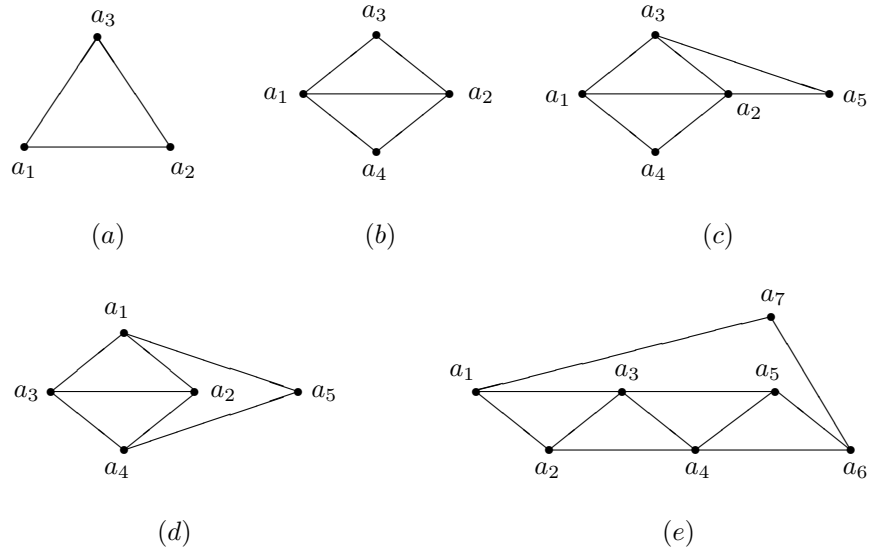 a₃
a₁
a₂
(a)
a₃
a₁
a₂
a₄
(b)
a₃
a₁
a₂
a₅
a₄
(c)
a₁
a₃
a₂
a₅
a₄
(d)
a₇
a₁
a₃
a₅
a₂
a₄
a₆
(e)